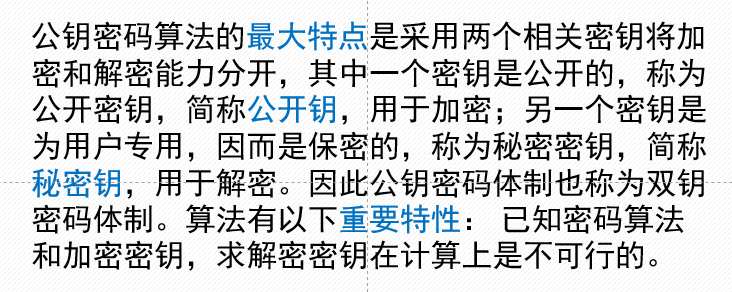 公钥密码算法的最大特点是采用两个相关密钥将加
密和解密能力分开，其中一个密钥是公开的，称为
公开密钥，简称公开钥，用于加密；另一个密钥是
为用户专用，因而是保密的，称为秘密密钥，简称
秘密钥，用于解密。因此公钥密码体制也称为双钥
密码体制。算法有以下重要特性： 已知密码算法
和加密密钥，求解密密钥在计算上是不可行的。